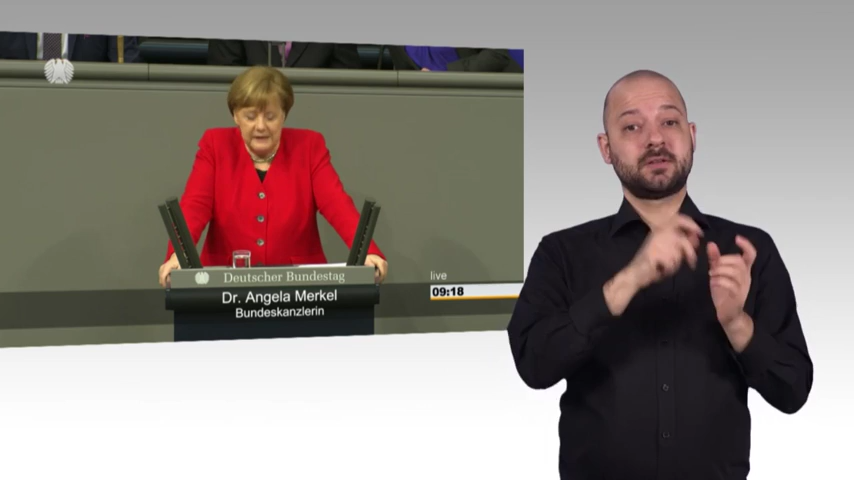 Deutscher Bundestag
Dr. Angela Merkel
Bundeskanzlerin
live
09:18